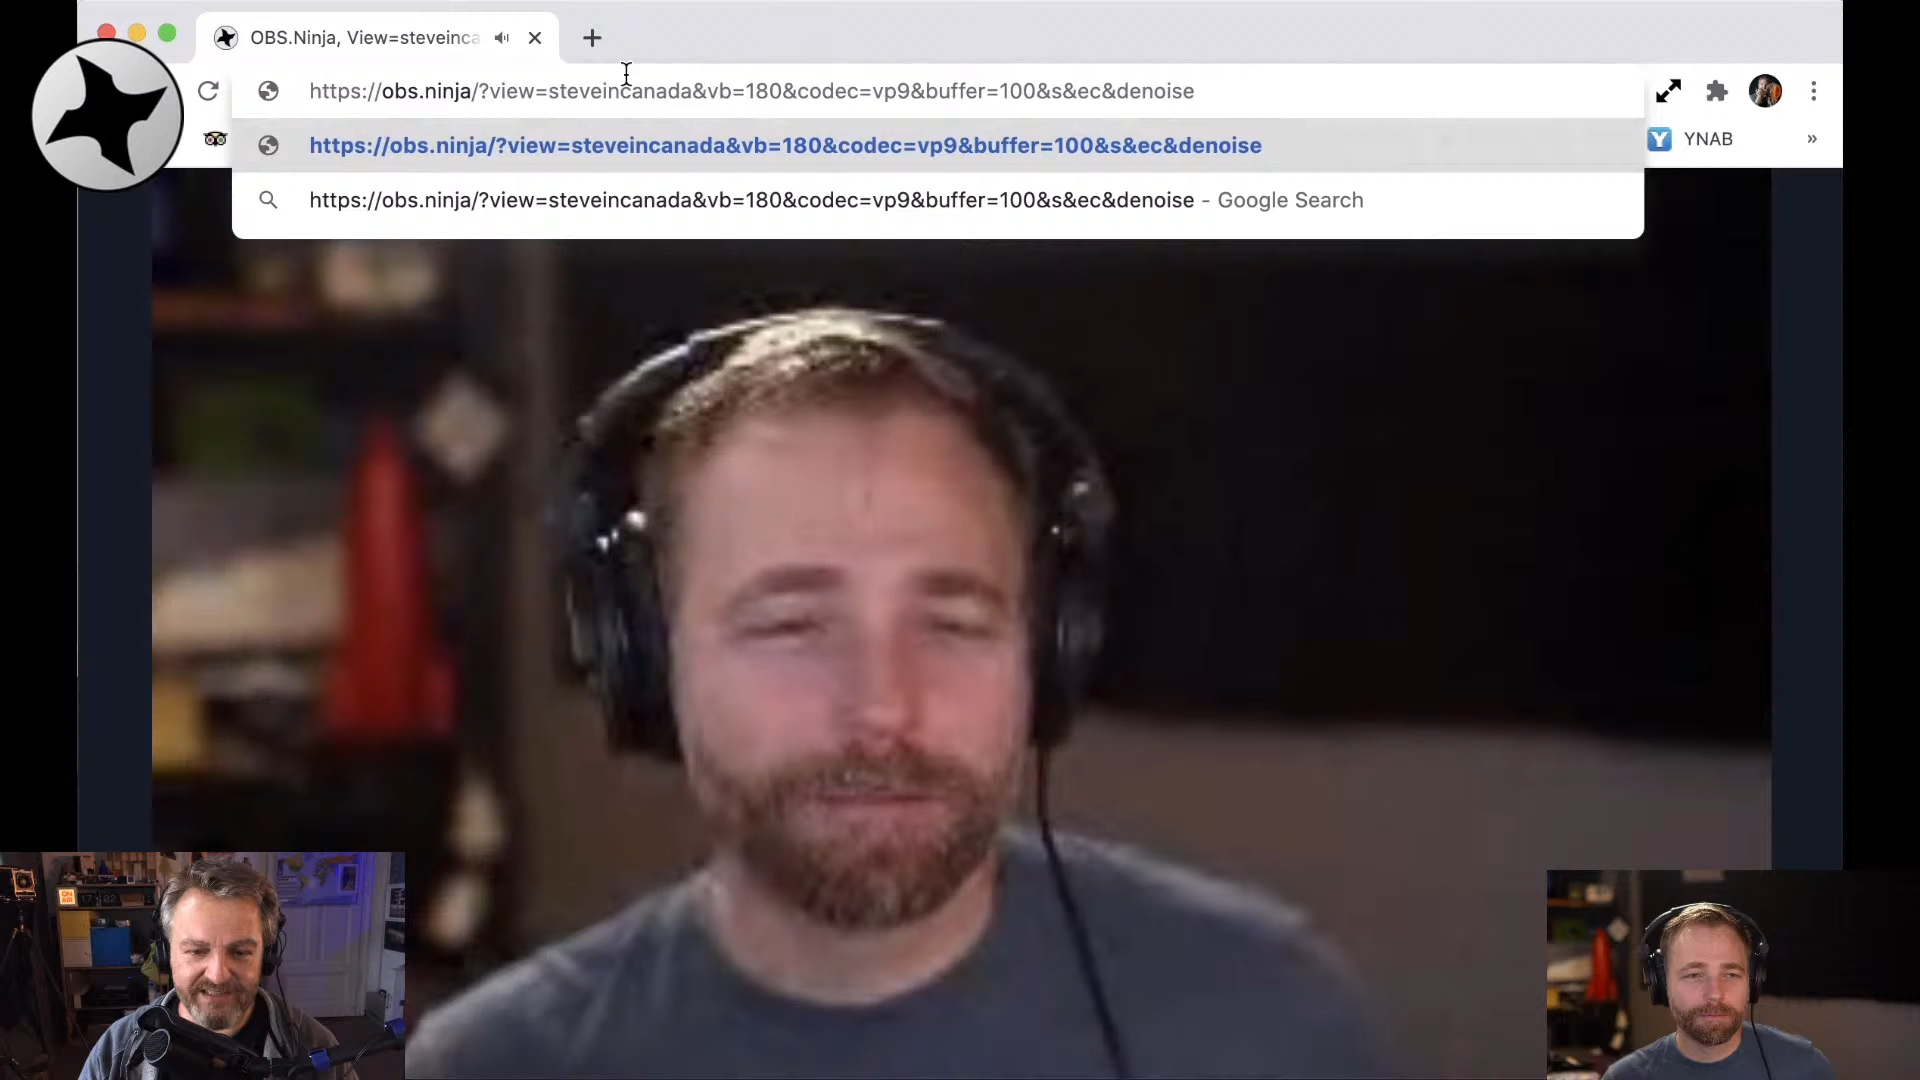 OBS.Ninja, View=steveinca
https://obs.ninja/?view=steveincanada&vb=180&codec=vp9&buffer=100&s&ec&denoise
https://obs.ninja/?view=steveincanada&vb=180&codec=vp9&buffer=100&s&ec&denoise
YNAB
»
https://obs.ninja/?view=steveincanada&vb=180&codec=vp9&buffer=100&s&ec&denoise - Google Search
ON AIR